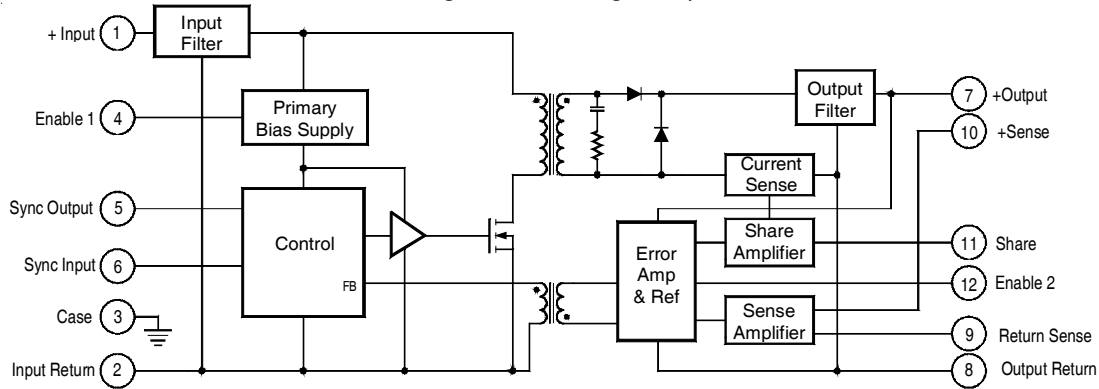 + Input 1
Input
Filter
Enable 1 4
Primary
Bias Supply
Sync Output 5
Sync Input 6
Control
FB
Case 3
Input Return 2
Output
Filter
7 +Output
10 +Sense
Current
Sense
Share
Amplifier
11 Share
Error
Amp
& Ref
12 Enable 2
Sense
Amplifier
9 Return Sense
8 Output Return